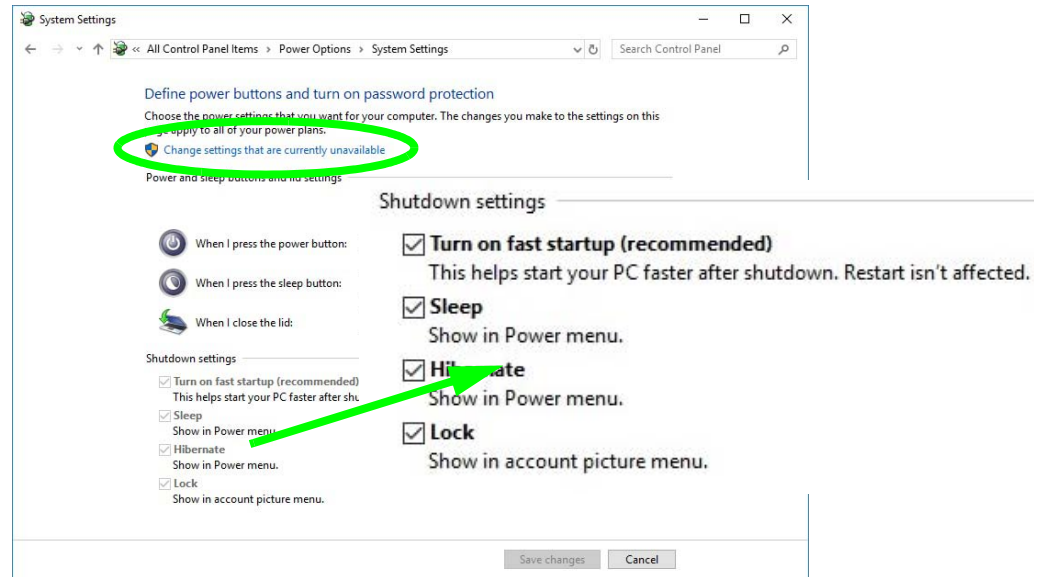 System Settings
« All Control Panel Items > Power Options > System Settings
Search Control Panel
Define power buttons and turn on password protection
Choose the power settings that you want for your computer. The changes you make to the settings on this
page apply to all of your power plans.
Change settings that are currently unavailable
Power and sleep buttons and lid settings
When I press the power button:
When I press the sleep button:
When I close the lid:
Shutdown settings
Turn on fast startup (recommended)
This helps start your PC faster after shu
Sleep
Show in Power menu.
Hibernate
Show in Power menu.
Lock
Show in account picture menu.
Shutdown settings
Turn on fast startup (recommended)
This helps start your PC faster after shutdown. Restart isn't affected.
Sleep
Show in Power menu.
Hibernate
Show in Power menu.
Lock
Show in account picture menu.
Save changes
Cancel